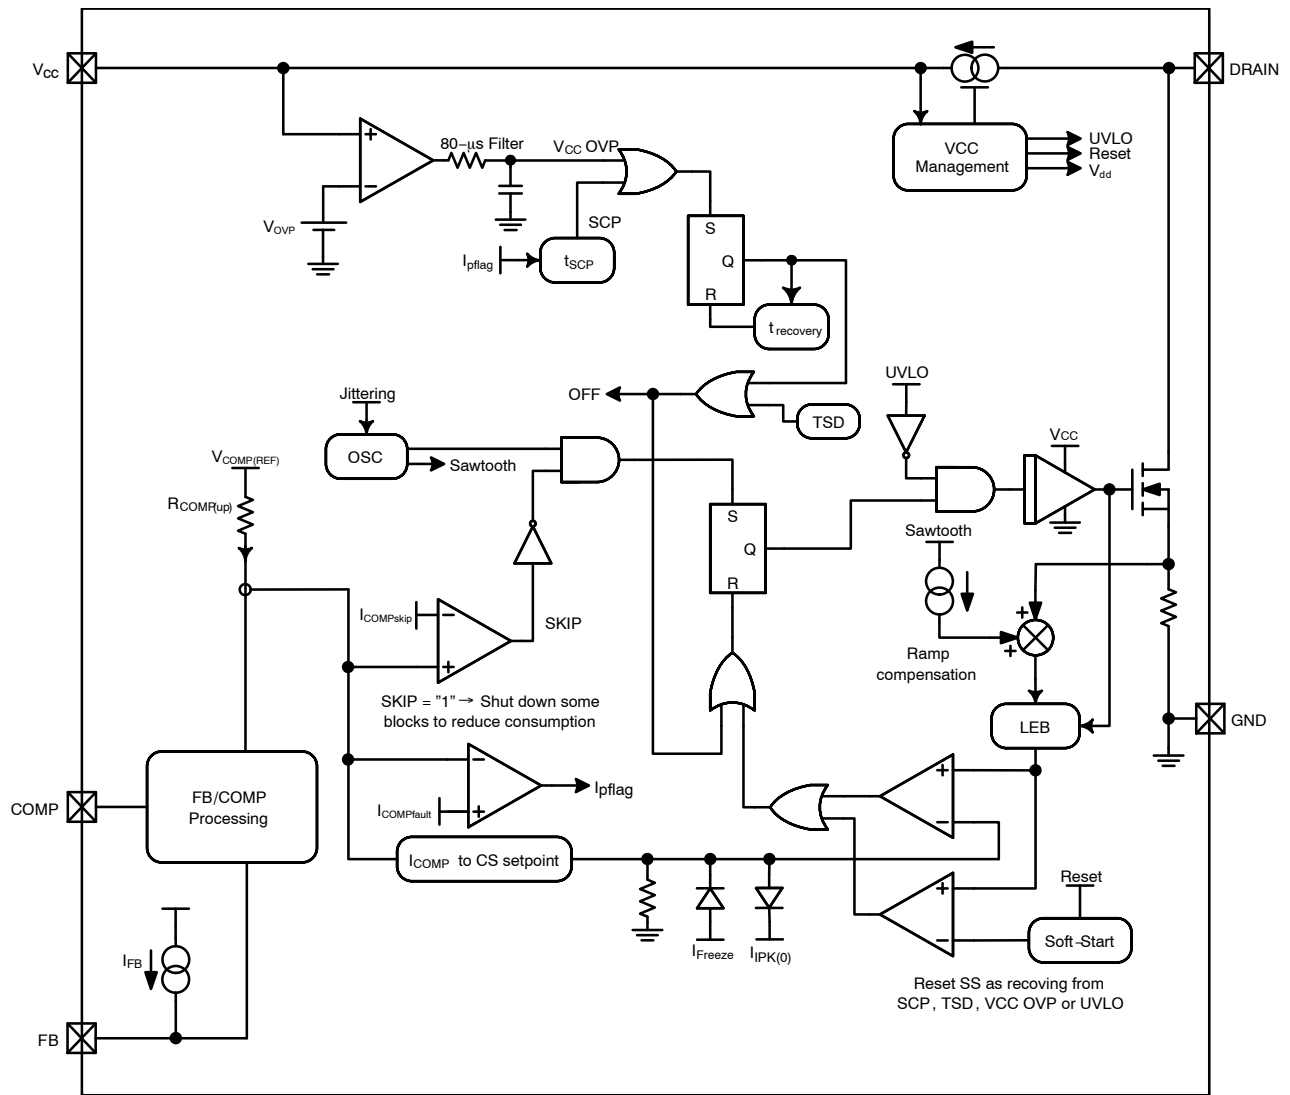 VCC
DRAIN
80–μs Filter
VCC OVP
+
−
VCC
Management
UVLO
Reset
Vdd
VOVP
SCP
Ipflag
tSCP
S
Q
R
trecovery
UVLO
OFF
TSD
Jittering
OSC
Sawtooth
VCOMP(REF)
RCOMP(up)
VCC
S
Q
R
Sawtooth
ICOMPskip
−
+
SKIP
+
+
Ramp
compensation
SKIP = ”1” → Shut down some
blocks to reduce consumption
LEB
GND
COMP
FB/COMP
Processing
−
+
Ipflag
ICOMPfault
+
−
ICOMP to CS setpoint
+
−
Reset
Soft–Start
IFreeze
IIPK(0)
IFB
Reset SS as recoving from
SCP, TSD, VCC OVP or UVLO
FB